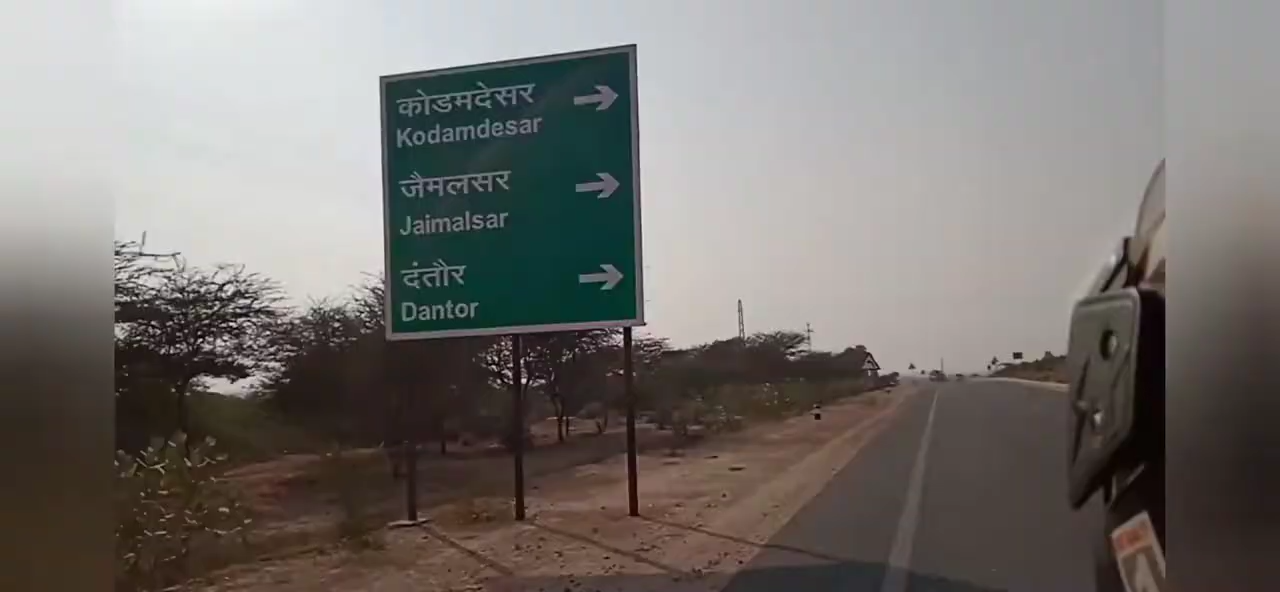 कोडमदेसर
Kodamdesar
जैमलसर
Jaimalsar
दंतौर
Dantor